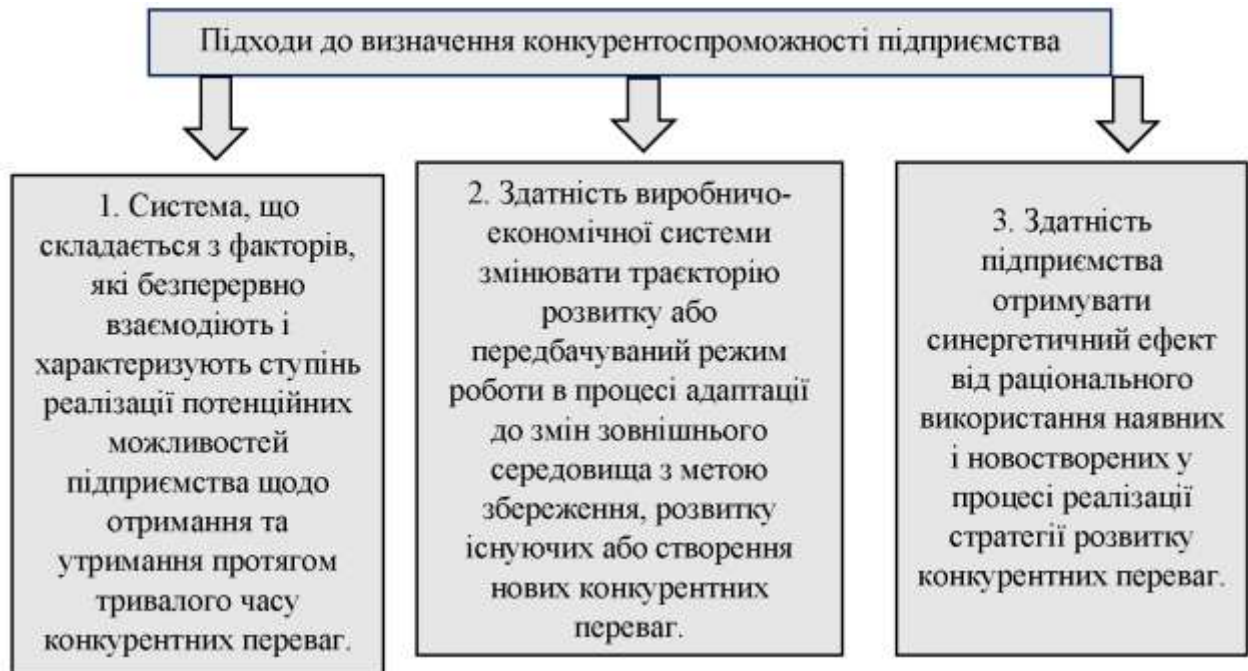 Підходи до визначення конкурентоспроможності підприємства
1. Система, що
складається з факторів,
які безперервно
взаємодіють і
характеризують ступінь
реалізації потенційних
можливостей
підприємства щодо
отримання та
утримання протягом
тривалого часу
конкурентних переваг.
2. Здатність виробничо-
економічної системи
змінювати траєкторію
розвитку або
передбачуваний режим
роботи в процесі адаптації
до змін зовнішнього
середовища з метою
збереження, розвитку
існуючих або створення
нових конкурентних
переваг.
3. Здатність
підприємства
отримувати
синергетичний ефект
від раціонального
використання наявних
і новостворених у
процесі реалізації
стратегії розвитку
конкурентних переваг.